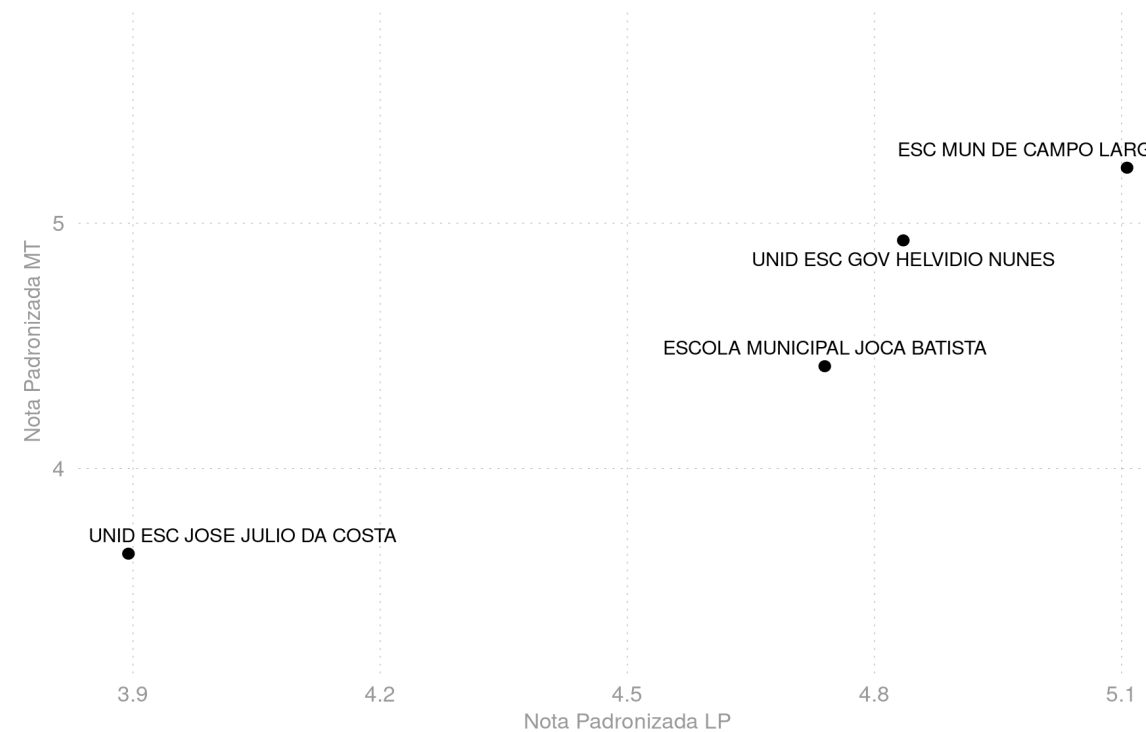 ESC MUN DE CAMPO LARG
5
UNID ESC GOV HELVIDIO NUNES
Nota Padronizada MT
ESCOLA MUNICIPAL JOCA BATISTA
4
UNID ESC JOSE JULIO DA COSTA
3.9 4.2 4.5 4.8 5.1
Nota Padronizada LP